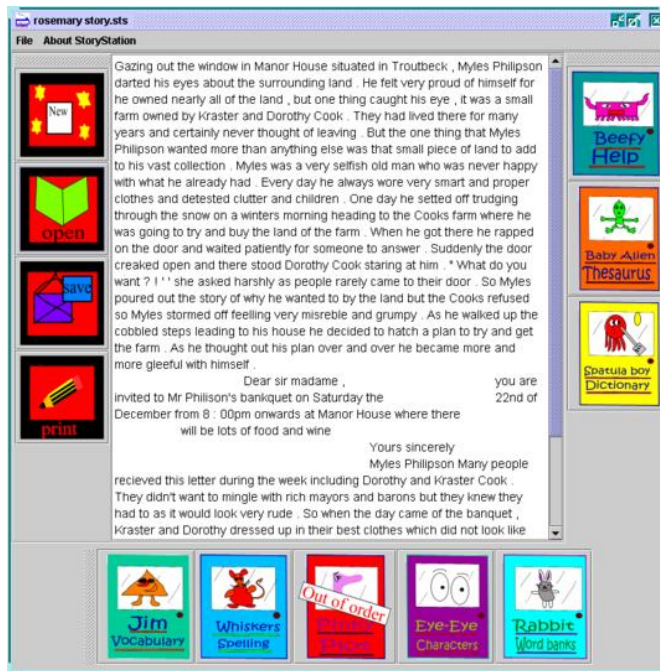 rosemary story.sts
File About StoryStation
New
open
save
print
Gazing out the window in Manor House situated in Troutbeck , Myles Philipson
darted his eyes about the surrounding land . He felt very proud of himself for
he owned nearly all of the land , but one thing caught his eye , it was a small
farm owned by Kraster and Dorothy Cook . They had lived there for many
years and certainly never thought of leaving . But the one thing that Myles
Philipson wanted more than anything else was that small piece of land to add
to his vast collection . Myles was a very selfish old man who was never happy
with what he already had . Every day he always wore very smart and proper
clothes and detested clutter and children . One day he setted off trudging
through the snow on a winters morning heading to the Cooks farm where he
was going to try and buy the land of the farm . When he got there he rapped
on the door and waited patiently for someone to answer . Suddenly the door
creaked open and there stood Dorothy Cook staring at him . " What do you
want ? ! ' ' she asked harshly as people rarely came to their door . So Myles
poured out the story of why he wanted to by the land but the Cooks refused
so Myles stormed off feelling very misreble and grumpy . As he walked up the
cobbled steps leading to his house he decided to hatch a plan to try and get
the farm . As he thought out his plan over and over he became more and
more gleeful with himself .
Dear sir madame , you are
invited to Mr Philison's bankquet on Saturday the 22nd of
December from 8 : 00pm onwards at Manor House where there
will be lots of food and wine
Yours sincerely
Myles Philipson Many people
recieved this letter during the week including Dorothy and Kraster Cook .
They didn't want to mingle with rich mayors and barons but they knew they
had to as it would look very rude . So when the day came of the banquet ,
Kraster and Dorothy dressed up in their best clothes which did not look like
Beefy
Help
Baby Alien
Thesaurus
Spatula boy
Dictionary
Jim
Vocabulary
Whiskers
Spelling
Out of order
Eye-Eye
Characters
Rabbit
Word banks